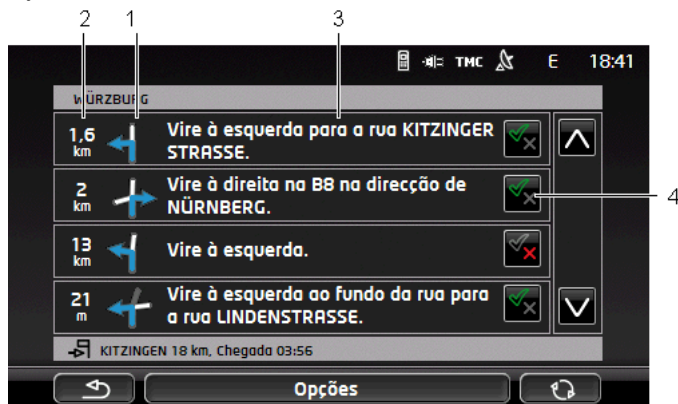 2 1 3
TMC E 18:41
WÜRZBURG
1,6 km Vire à esquerda para a rua KITZINGER
STRASSE.
2 km Vire à direita na B8 na direcção de
NÜRNBERG.
4
13 km Vire à esquerda.
21 m Vire à esquerda ao fundo da rua para
a rua LINDENSTRASSE.
KITZINGEN 18 km, Chegada 03:56
Opções